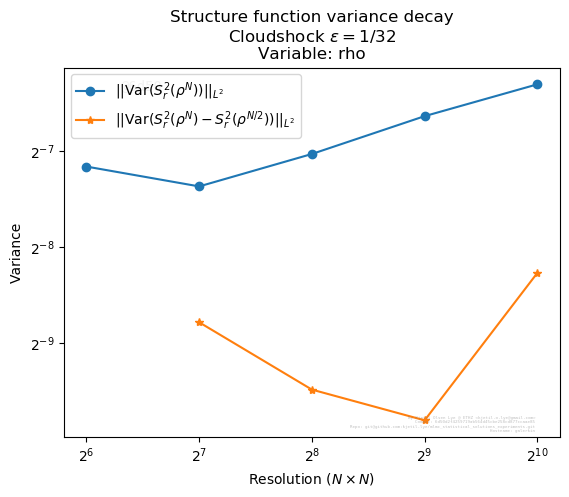 Structure function variance decay
Cloudshock ε = 1/32
Variable: rho
||Var(S_r^2(ρ^N))||_{L^2}
||Var(S_r^2(ρ^N) − S_r^2(ρ^{N/2}))||_{L^2}
Variance
2^{−7}
2^{−8}
2^{−9}
2^6
2^7
2^8
2^9
2^{10}
Resolution (N × N)